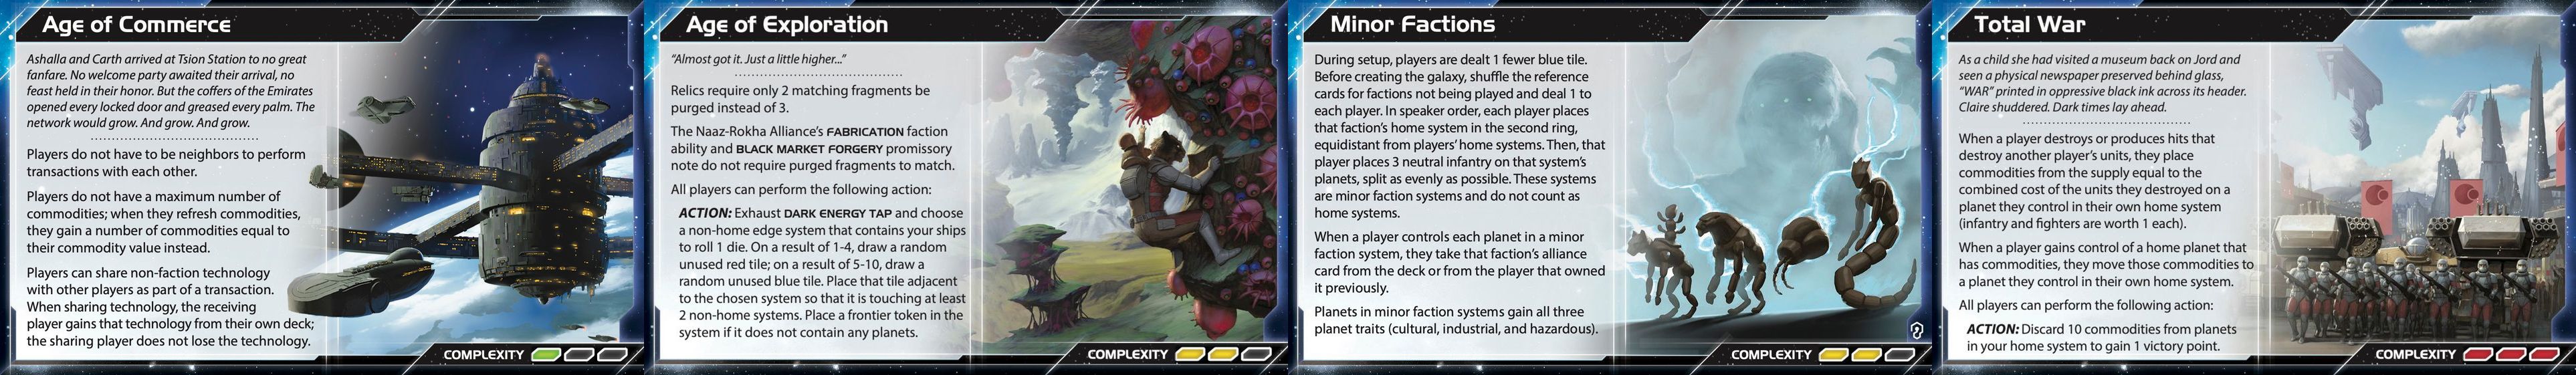 Age of Commerce
Ashalla and Carth arrived at Tsion Station to no great
fanfare. No welcome party awaited their arrival, no
feast held in their honor. But the coffers of the Emirates
opened every locked door and greased every palm. The
network would grow. And grow. And grow.
Players do not have to be neighbors to perform
transactions with each other.
Players do not have a maximum number of
commodities; when they refresh commodities,
they gain a number of commodities equal to
their commodity value instead.
Players can share non-faction technology
with other players as part of a transaction.
When sharing technology, the receiving
player gains that technology from their own deck;
the sharing player does not lose the technology.
COMPLEXITY
Age of Exploration
"Almost got it. Just a little higher..."
Relics require only 2 matching fragments be
purged instead of 3.
The Naaz-Rokha Alliance's FABRICATION faction
ability and BLACK MARKET FORGERY promissory
note do not require purged fragments to match.
All players can perform the following action:
ACTION: Exhaust DARK ENERGY TAP and choose
a non-home edge system that contains your ships
to roll 1 die. On a result of 1-4, draw a random
unused red tile; on a result of 5-10, draw a
random unused blue tile. Place that tile adjacent
to the chosen system so that it is touching at least
2 non-home systems. Place a frontier token in the
system if it does not contain any planets.
COMPLEXITY
Minor Factions
During setup, players are dealt 1 fewer blue tile.
Before creating the galaxy, shuffle the reference
cards for factions not being played and deal 1 to
each player. In speaker order, each player places
that faction's home system in the second ring,
equidistant from players' home systems. Then, that
player places 3 neutral infantry on that system's
planets, split as evenly as possible. These systems
are minor faction systems and do not count as
home systems.
When a player controls each planet in a minor
faction system, they take that faction's alliance
card from the deck or from the player that owned
it previously.
Planets in minor faction systems gain all three
planet traits (cultural, industrial, and hazardous).
COMPLEXITY
Total War
As a child she had visited a museum back on Jord and
seen a physical newspaper preserved behind glass,
"WAR" printed in oppressive black ink across its header.
Claire shuddered. Dark times lay ahead.
When a player destroys or produces hits that
destroy another player's units, they place
commodities from the supply equal to the
combined cost of the units they destroyed on a
planet they control in their own home system
(infantry and fighters are worth 1 each).
When a player gains control of a home planet that
has commodities, they move those commodities to
a planet they control in their own home system.
All players can perform the following action:
ACTION: Discard 10 commodities from planets
in your home system to gain 1 victory point.
COMPLEXITY